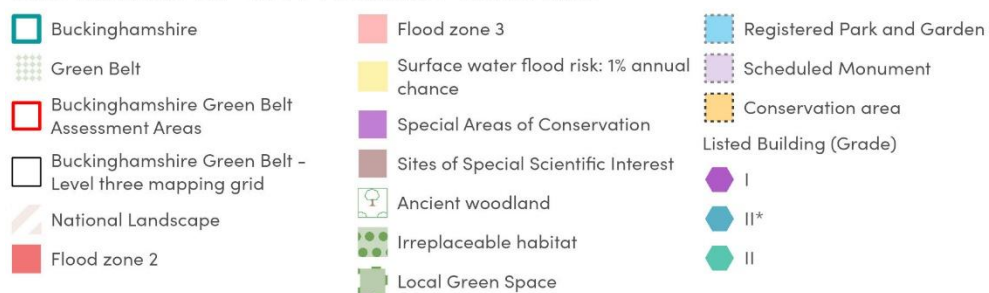 Buckinghamshire
Green Belt
Buckinghamshire Green Belt
Assessment Areas
Buckinghamshire Green Belt -
Level three mapping grid
National Landscape
Flood zone 2
Flood zone 3
Surface water flood risk: 1% annual
chance
Special Areas of Conservation
Sites of Special Scientific Interest
Ancient woodland
Irreplaceable habitat
Local Green Space
Registered Park and Garden
Scheduled Monument
Conservation area
Listed Building (Grade)
I
II*
II